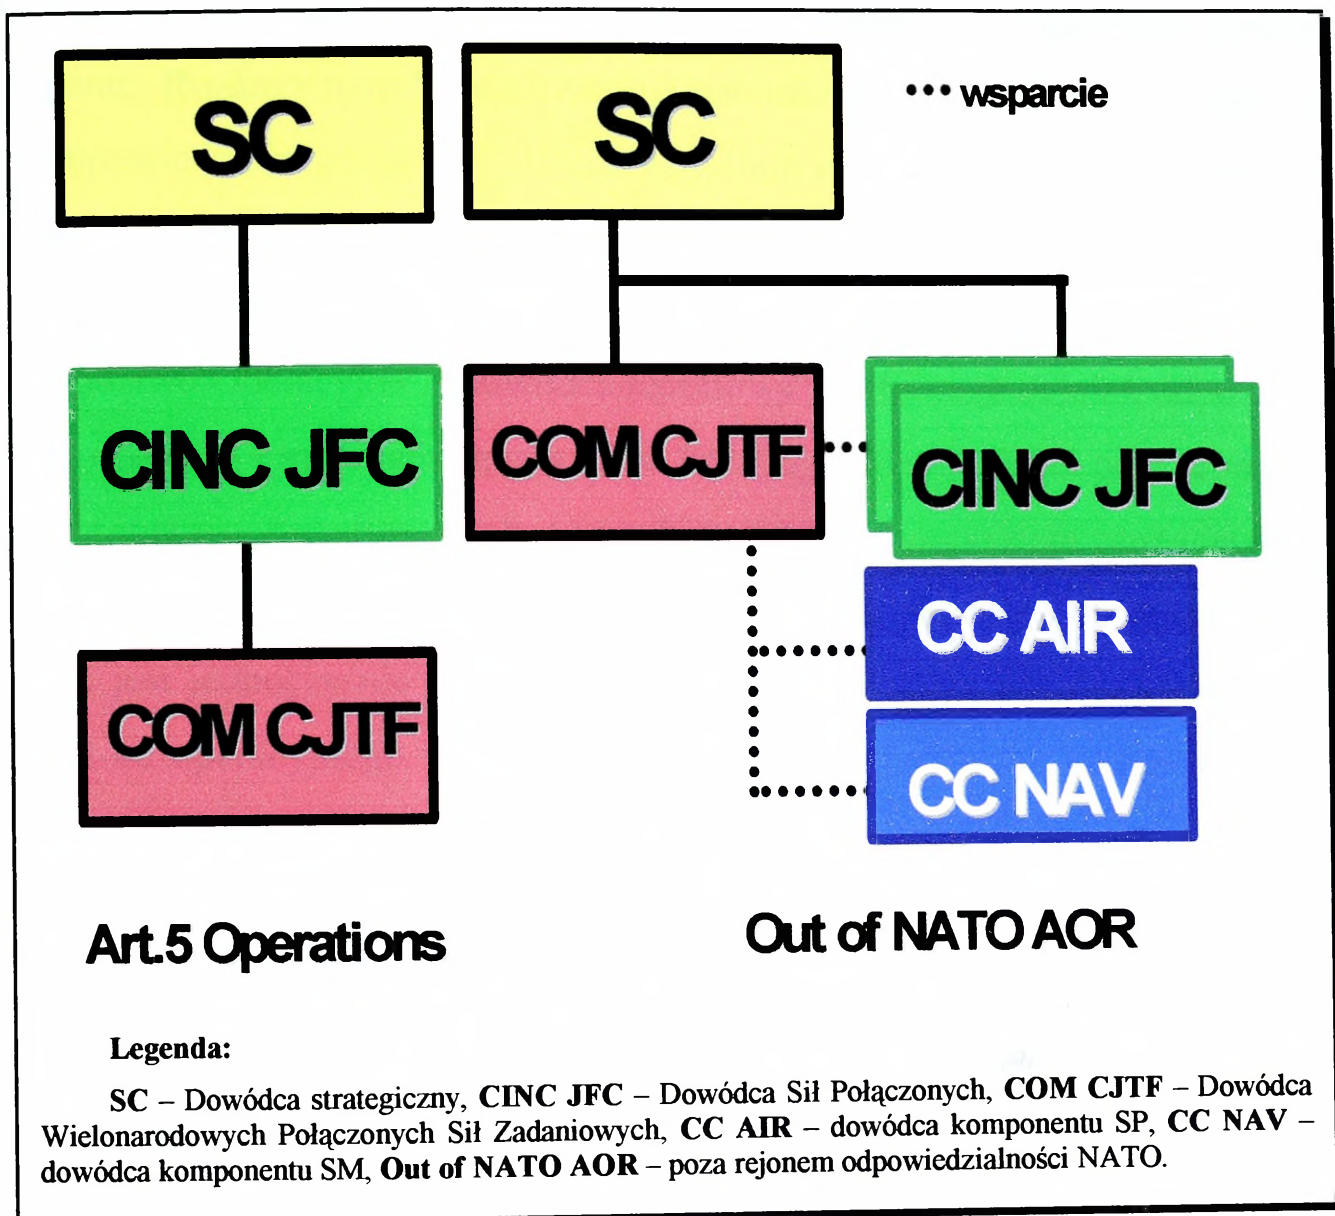 SC
SC
••• wsparcie
CINC JFC
COM CJTF
CINC JFC
COM CJTF
CC AIR
CC NAV
Art.5 Operations
Out of NATO AOR
Legenda:
SC – Dowódca strategiczny, CINC JFC – Dowódca Sił Połączonych, COM CJTF – Dowódca
Wielonarodowych Połączonych Sił Zadaniowych, CC AIR – dowódca komponentu SP, CC NAV –
dowódca komponentu SM, Out of NATO AOR – poza rejonem odpowiedzialności NATO.